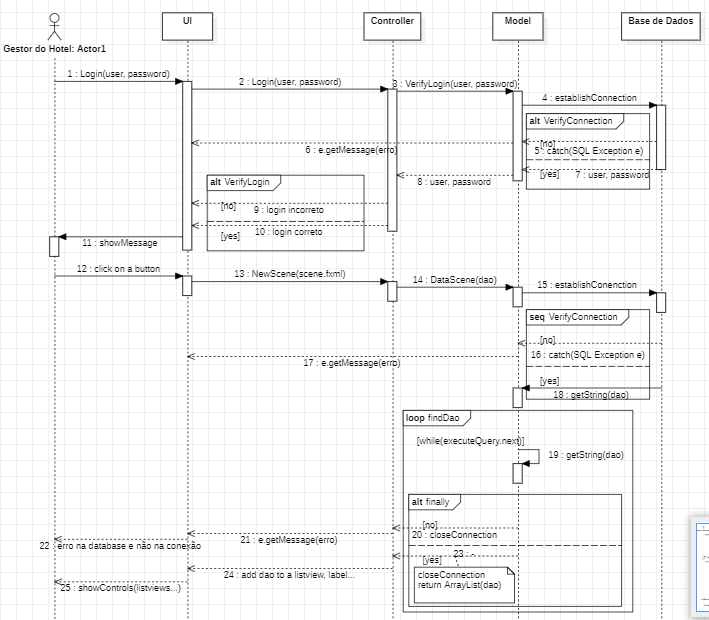 UI
Controller
Model
Base de Dados
Gestor do Hotel: Actor1
1 : Login(user, password)
2 : Login(user, password)
3 : VerifyLogin(user, password)
4 : establishConnection
alt VerifyConnection
[no]
5 : catch(SQL Exception e)
6 : e.getMessage(erro)
[yes]
7 : user, password
8 : user, password
alt VerifyLogin
[no]
9 : login incorreto
10 : login correto
[yes]
11 : showMessage
12 : click on a button
13 : NewScene(scene.fxml)
14 : DataScene(dao)
15 : establishConenction
seq VerifyConnection
[no]
16 : catch(SQL Exception e)
17 : e.getMessage(erro)
[yes]
18 : getString(dao)
loop findDao
[while(executeQuery.next)]
19 : getString(dao)
alt finally
[no]
20 : closeConnection
21 : e.getMessage(erro)
22 : erro na database e não na conexão
23 :
[yes]
24 : add dao to a listview, label...
closeConnection
return ArrayList(dao)
25 : showControls(listviews...)